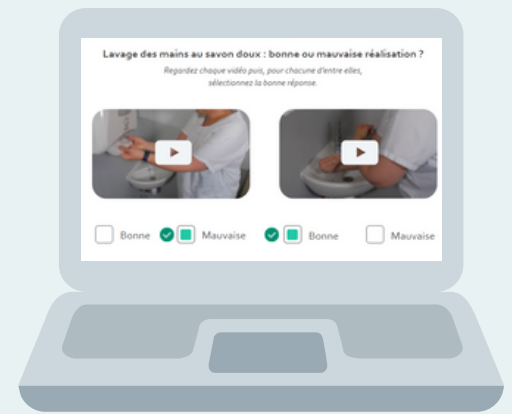 Lavage des mains au savon doux : bonne ou mauvaise réalisation ?
Regardez chaque vidéo puis, pour chacune d'entre elles,
sélectionnez la bonne réponse.
Bonne Mauvaise Bonne Mauvaise